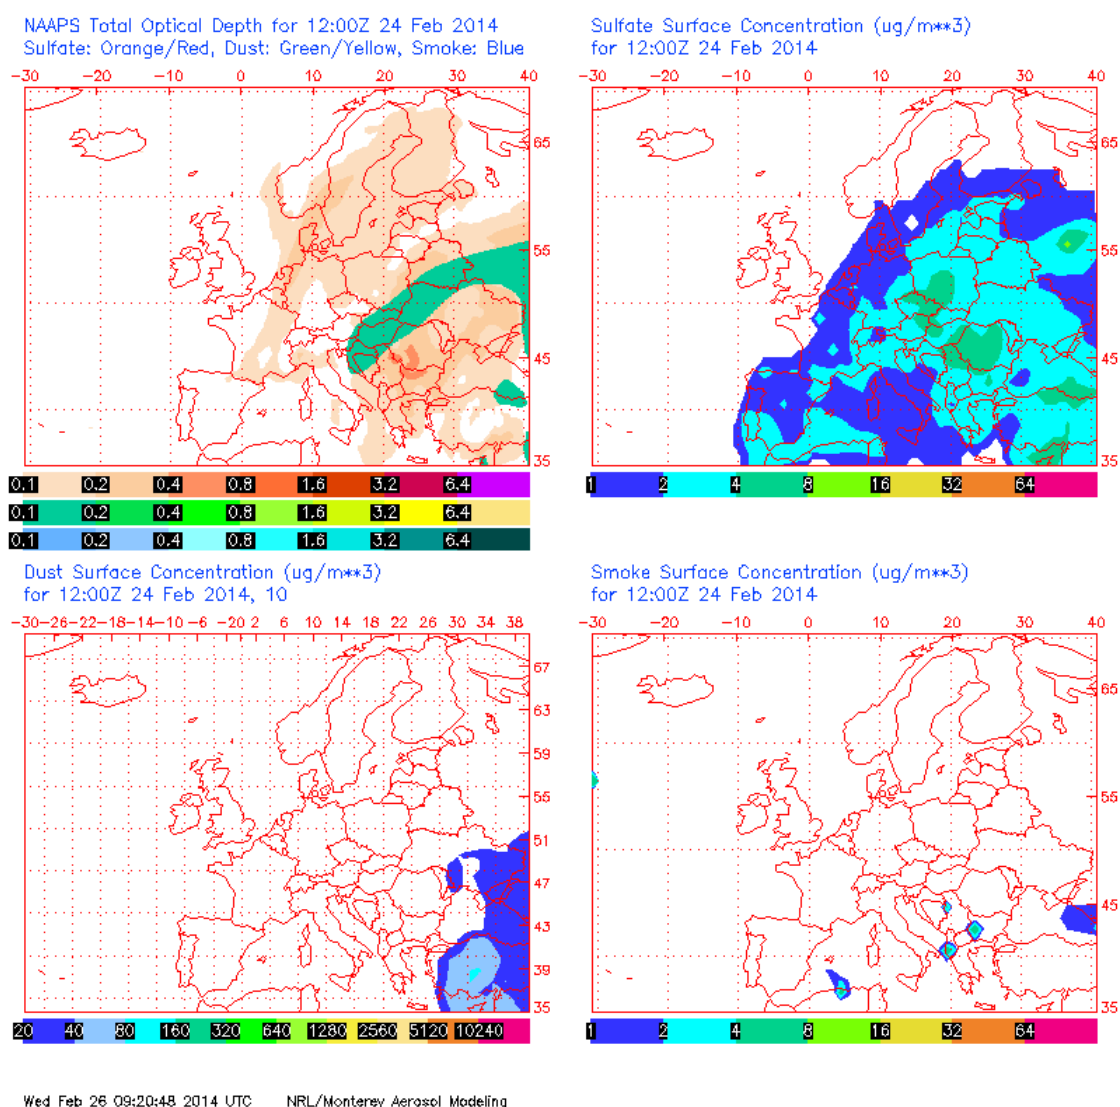 NAAPS Total Optical Depth for 12:00Z 24 Feb 2014
Sulfate: Orange/Red, Dust: Green/Yellow, Smoke: Blue
-30 -20 -10 0 10 20 30 40
65
55
45
35
0.1 0.2 0.4 0.8 1.6 3.2 6.4
0.1 0.2 0.4 0.8 1.6 3.2 6.4
0.1 0.2 0.4 0.8 1.6 3.2 6.4
Sulfate Surface Concentration (ug/m**3)
for 12:00Z 24 Feb 2014
-30 -20 -10 0 10 20 30 40
65
55
45
35
1 2 4 8 16 32 64
Dust Surface Concentration (ug/m**3)
for 12:00Z 24 Feb 2014, 10
-30-26-22-18-14-10 -6 -20 2 6 10 14 18 22 26 30 34 38
67
63
59
55
51
47
43
39
35
20 40 80 160 320 640 1280 2560 5120 10240
Smoke Surface Concentration (ug/m**3)
for 12:00Z 24 Feb 2014
-30 -20 -10 0 10 20 30 40
65
55
45
35
1 2 4 8 16 32 64
Wed Feb 26 09:20:48 2014 UTC NRL/Monterey Aerosol Modeling